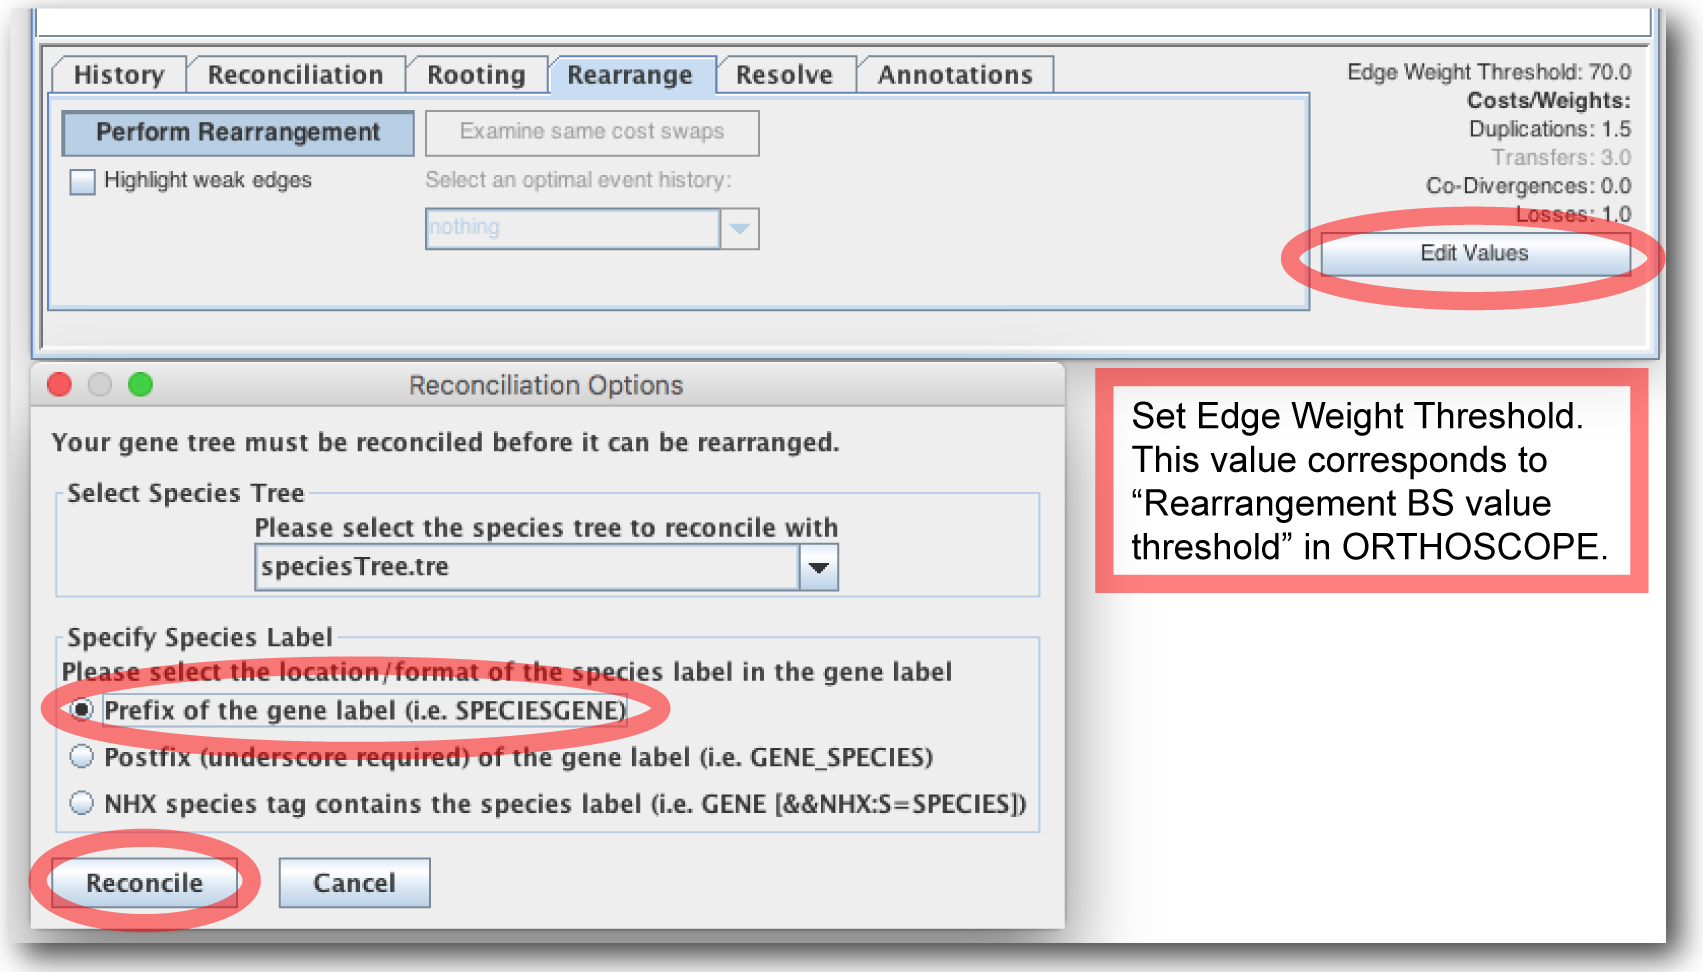 History Reconciliation Rooting Rearrange Resolve Annotations
Perform Rearrangement
Examine same cost swaps
Highlight weak edges
Select an optimal event history:
nothing
Edge Weight Threshold: 70.0
Costs/Weights:
Duplications: 1.5
Transfers: 3.0
Co-Divergences: 0.0
Losses: 1.0
Edit Values
Reconciliation Options
Your gene tree must be reconciled before it can be rearranged.
Select Species Tree
Please select the species tree to reconcile with
speciesTree.tre
Specify Species Label
Please select the location/format of the species label in the gene label
Prefix of the gene label (i.e. SPECIESGENE)
Postfix (underscore required) of the gene label (i.e. GENE_SPECIES)
NHX species tag contains the species label (i.e. GENE [&&NHX:S=SPECIES])
Reconcile
Cancel
Set Edge Weight Threshold.
This value corresponds to
“Rearrangement BS value
threshold” in ORTHOSCOPE.